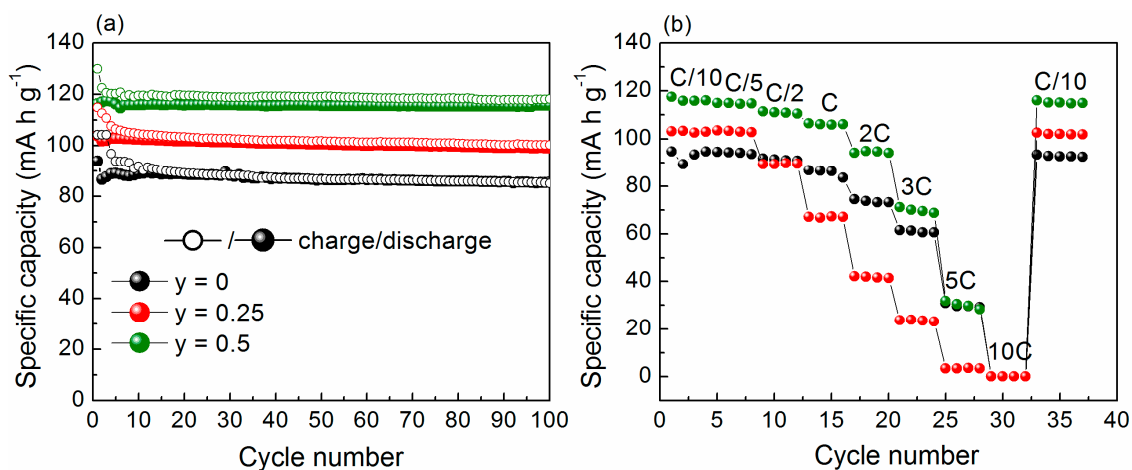 (a)
Specific capacity (mA h g⁻¹)
140
120
100
80
60
40
20
0
charge/discharge
y = 0
y = 0.25
y = 0.5
0 10 20 30 40 50 60 70 80 90 100
Cycle number
(b)
Specific capacity (mA h g⁻¹)
140
120
100
80
60
40
20
0
C/10
C/5
C/2
C
2C
3C
5C
10C
C/10
0 5 10 15 20 25 30 35 40
Cycle number